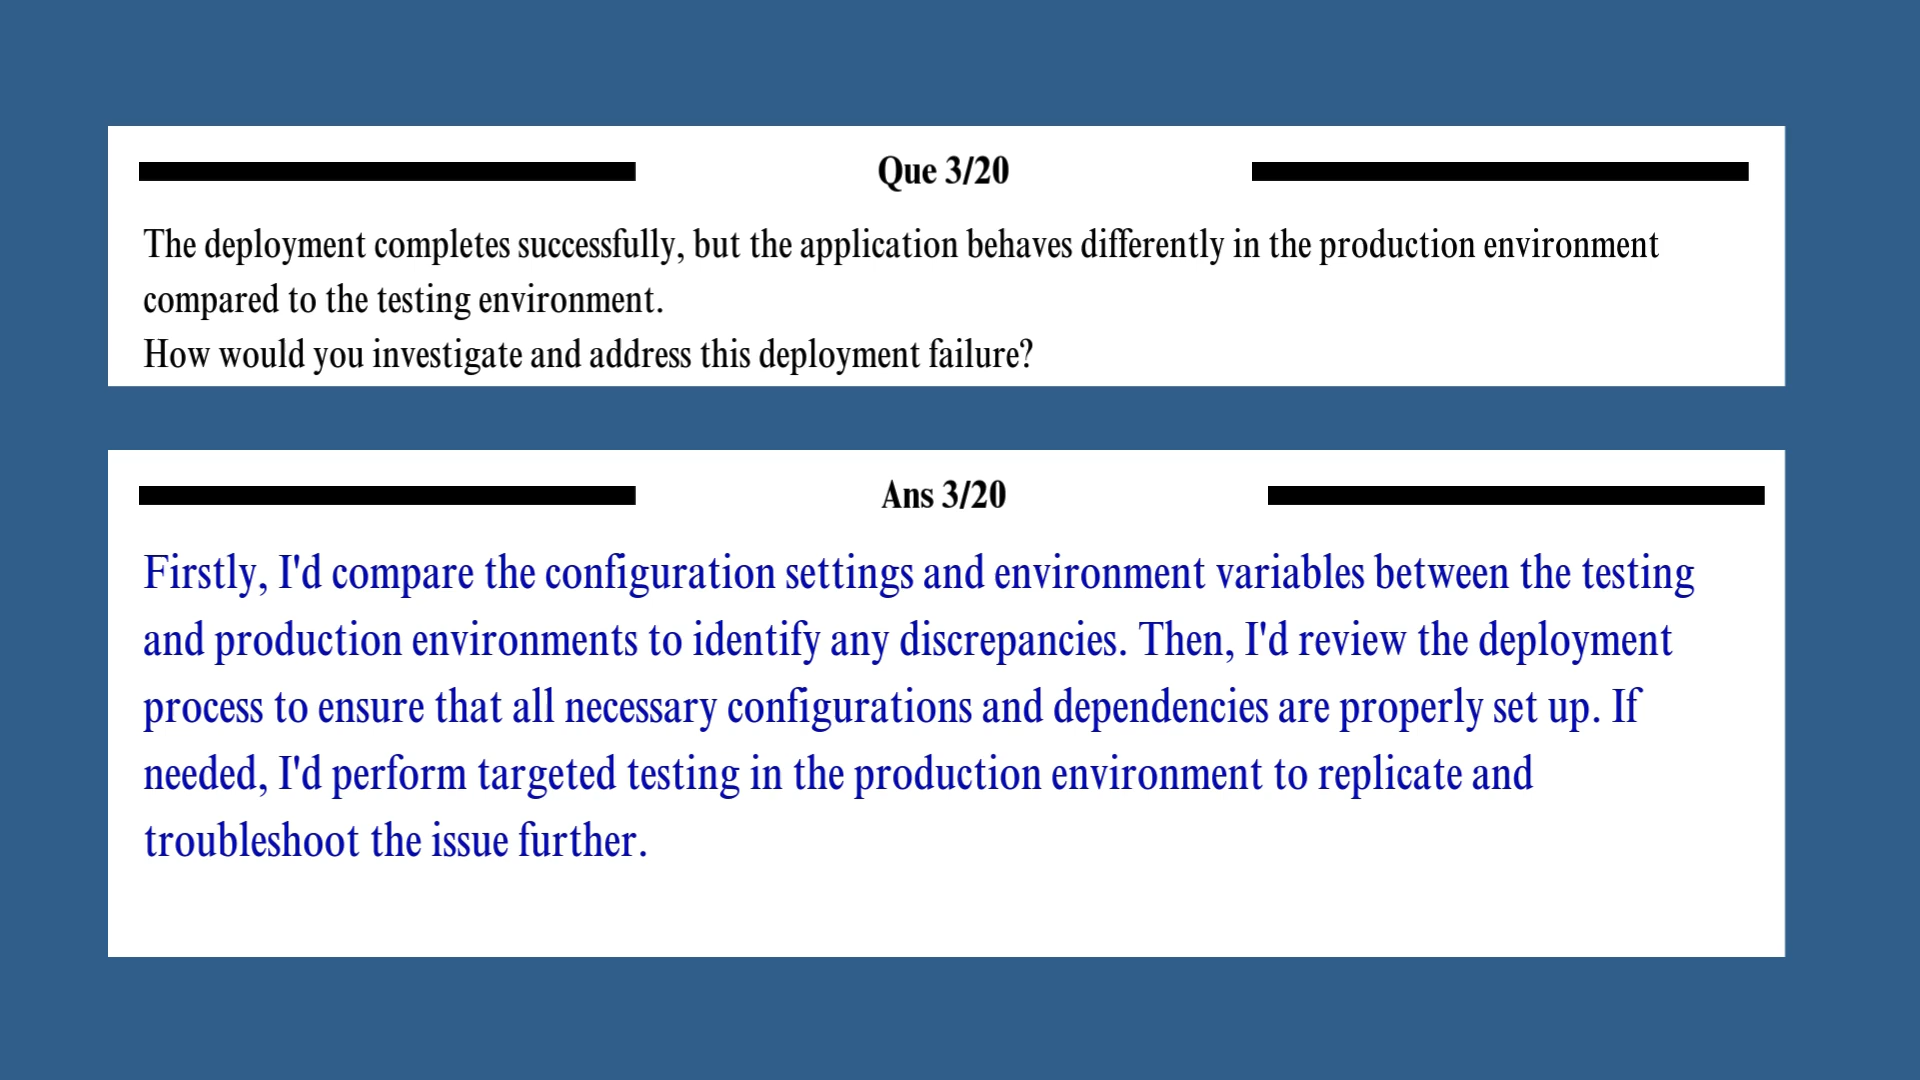 Que 3/20
The deployment completes successfully, but the application behaves differently in the production environment
compared to the testing environment.
How would you investigate and address this deployment failure?
Ans 3/20
Firstly, I'd compare the configuration settings and environment variables between the testing
and production environments to identify any discrepancies. Then, I'd review the deployment
process to ensure that all necessary configurations and dependencies are properly set up. If
needed, I'd perform targeted testing in the production environment to replicate and
troubleshoot the issue further.